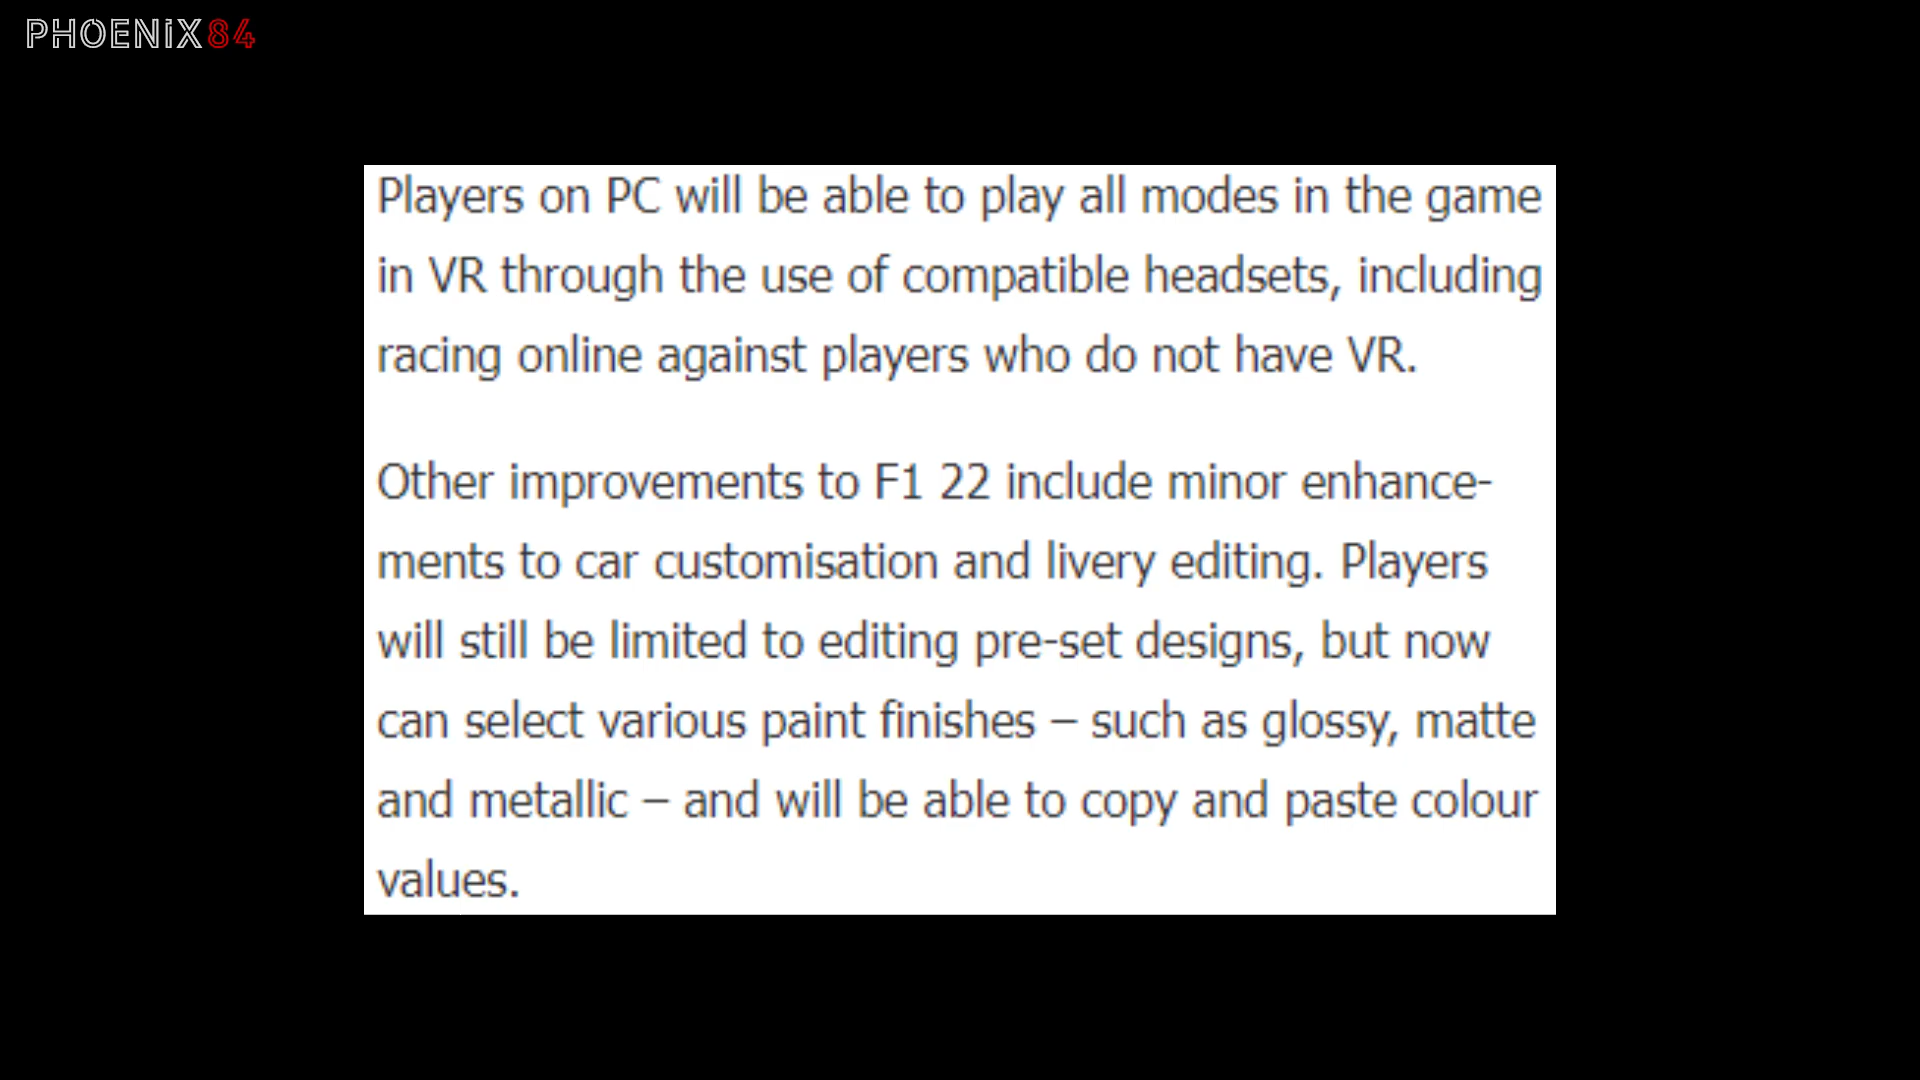 PHOENiX84
Players on PC will be able to play all modes in the game
in VR through the use of compatible headsets, including
racing online against players who do not have VR.
Other improvements to F1 22 include minor enhance-
ments to car customisation and livery editing. Players
will still be limited to editing pre-set designs, but now
can select various paint finishes – such as glossy, matte
and metallic – and will be able to copy and paste colour
values.